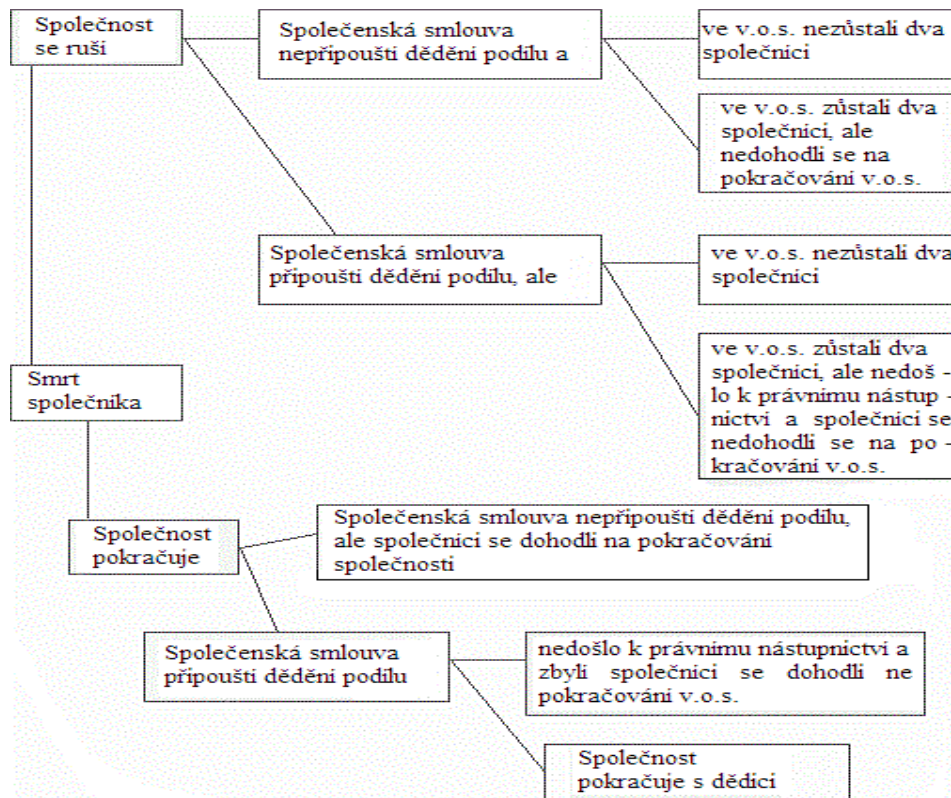 Společnost
se ruší
Společenská smlouva
nepřipouští dědění podílu a
ve v.o.s. nezůstali dva
společníci
ve v.o.s. zůstali dva
společníci, ale
nedohodli se na
pokračování v.o.s.
Společenská smlouva
připouští dědění podílu, ale
ve v.o.s. nezůstali dva
společníci
ve v.o.s. zůstali dva
společníci, ale nedoš -
lo k právnímu nástup -
nictví a společníci se
nedohodli se na po -
kračování v.o.s.
Smrt
společníka
Společnost
pokračuje
Společenská smlouva nepřipouští dědění podílu,
ale společníci se dohodli na pokračování
společnosti
Společenská smlouva
připouští dědění podílu
nedošlo k právnímu nástupnictví a
zbylí společníci se dohodli ne
pokračování v.o.s.
Společnost
pokračuje s dědici